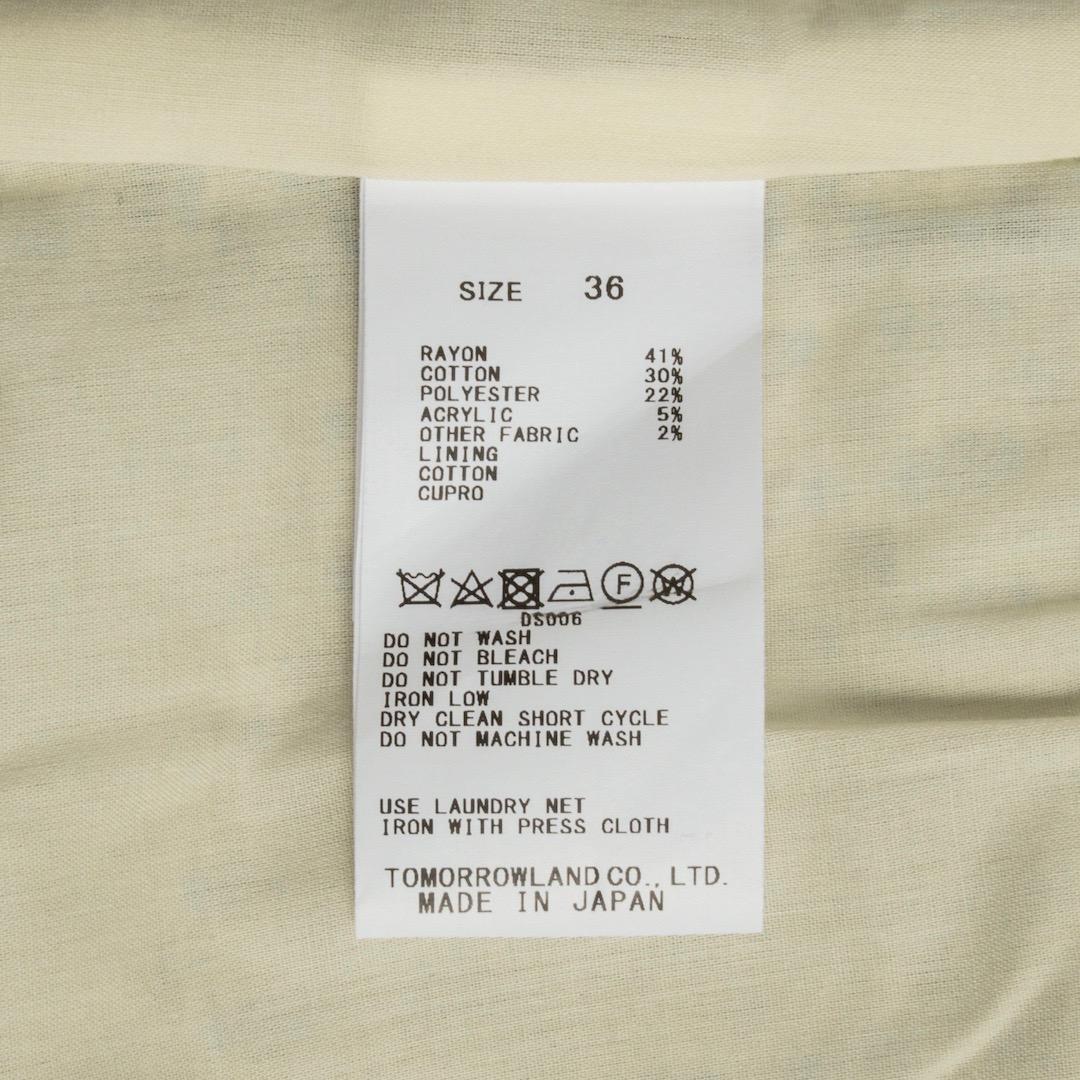 SIZE 36
RAYON 41%
COTTON 30%
POLYESTER 22%
ACRYLIC 5%
OTHER FABRIC 2%
LINING
COTTON
CUPRO
F W
DS006
DO NOT WASH
DO NOT BLEACH
DO NOT TUMBLE DRY
IRON LOW
DRY CLEAN SHORT CYCLE
DO NOT MACHINE WASH
USE LAUNDRY NET
IRON WITH PRESS CLOTH
TOMORROWLAND CO., LTD.
MADE IN JAPAN